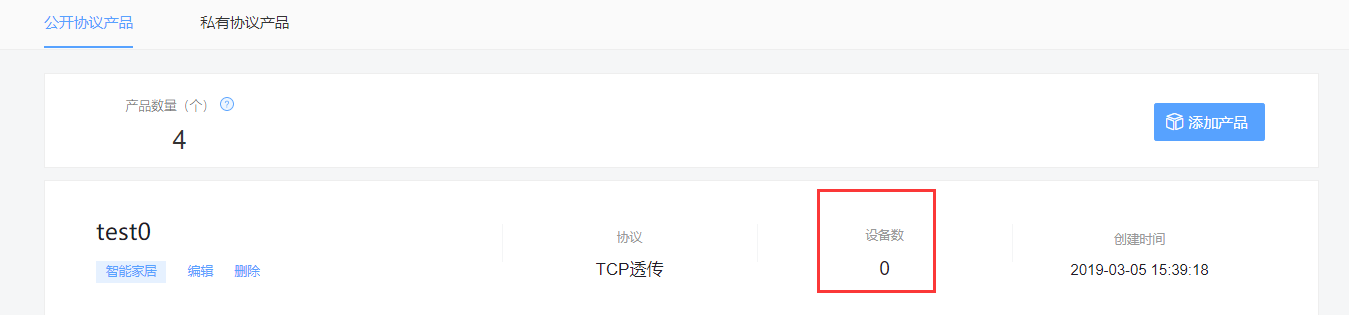 公开协议产品 私有协议产品
产品数量（个） ?
4
添加产品
test0
智能家居 编辑 删除
协议
TCP透传
设备数
0
创建时间
2019-03-05 15:39:18